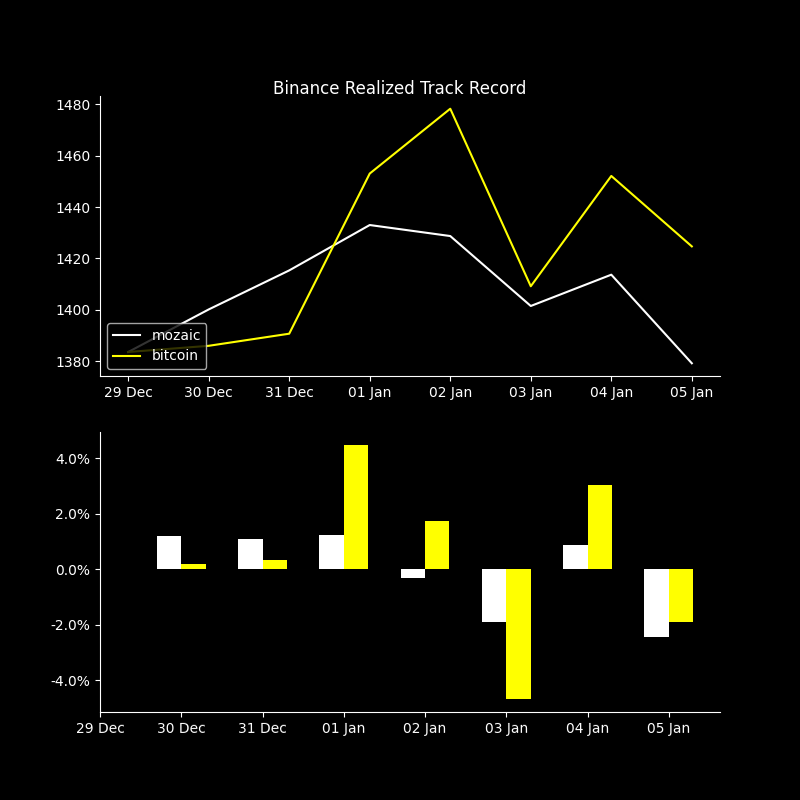 Binance Realized Track Record
1480
1460
1440
1420
1400
1380
mozaic
bitcoin
29 Dec 30 Dec 31 Dec 01 Jan 02 Jan 03 Jan 04 Jan 05 Jan
4.0%
2.0%
0.0%
-2.0%
-4.0%
29 Dec 30 Dec 31 Dec 01 Jan 02 Jan 03 Jan 04 Jan 05 Jan